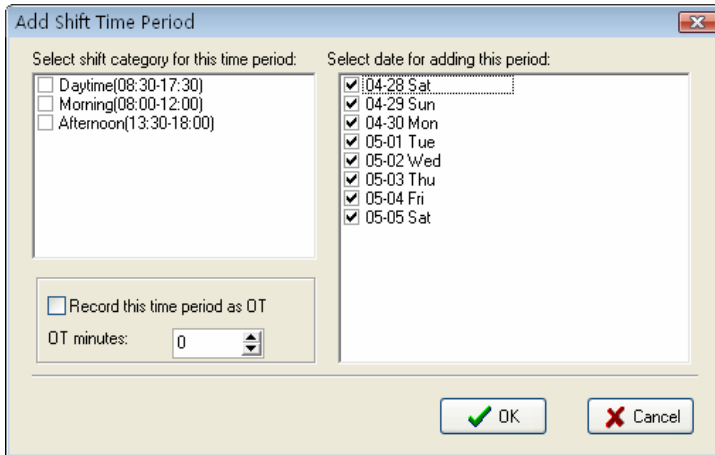 Add Shift Time Period
Select shift category for this time period:
Daytime(08:30-17:30)
Morning(08:00-12:00)
Afternoon(13:30-18:00)
Select date for adding this period:
04-28 Sat
04-29 Sun
04-30 Mon
05-01 Tue
05-02 Wed
05-03 Thu
05-04 Fri
05-05 Sat
Record this time period as OT
OT minutes: 0
OK Cancel